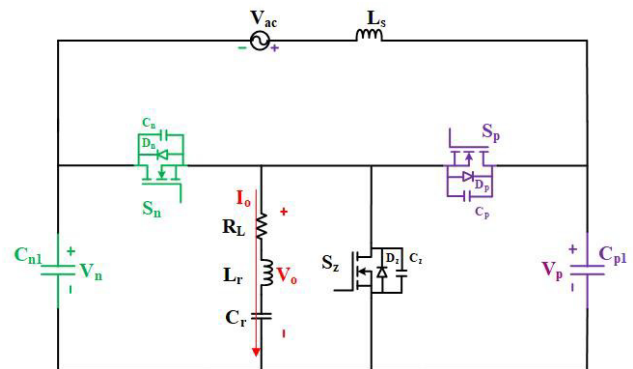 Vac
Ls
− +
Cn
Dn
Sn
Sp
Dp
Cp
Io
RL
+
Lr
Vo
Cr
−
Sz
Dz
Cz
Cn1
+
Vn
−
Vp
+
−
Cp1